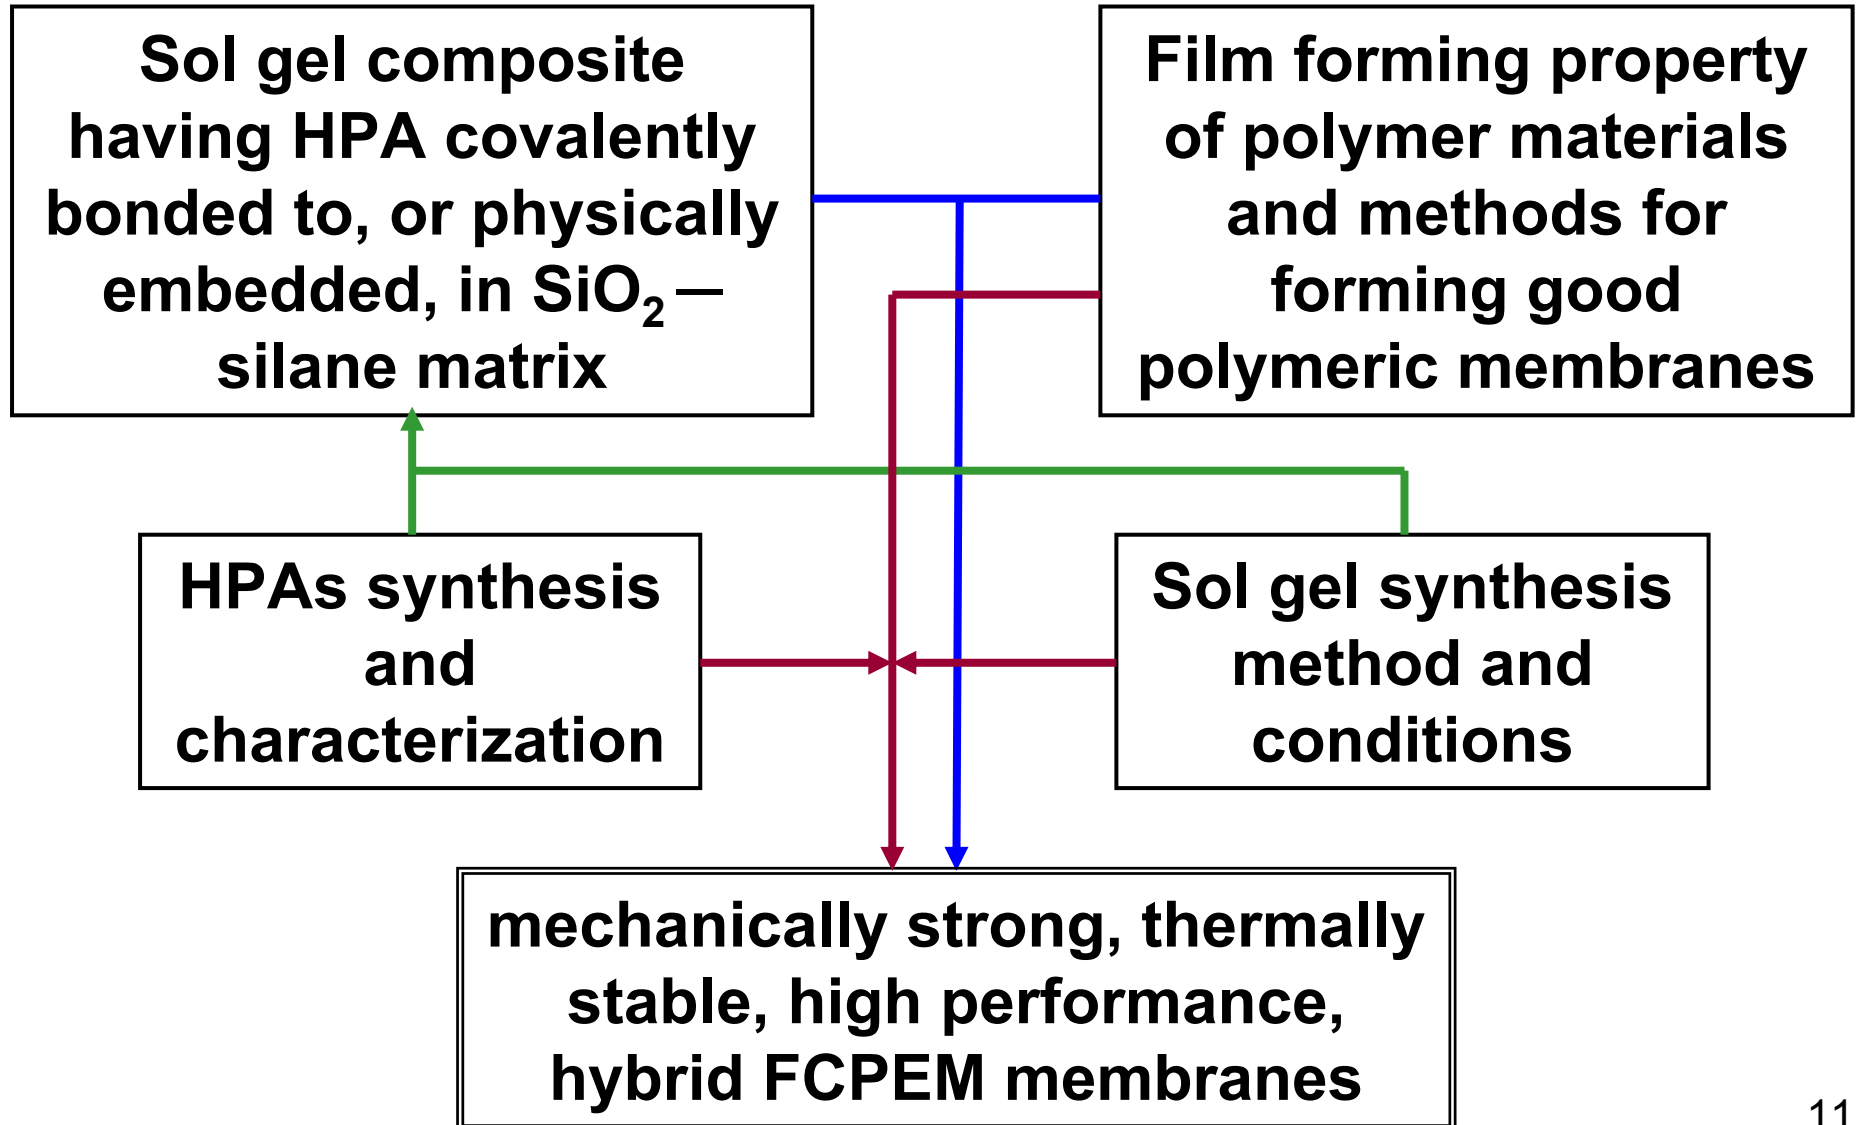 Sol gel composite
having HPA covalently
bonded to, or physically
embedded, in SiO₂ —
silane matrix
Film forming property
of polymer materials
and methods for
forming good
polymeric membranes
HPAs synthesis
and
characterization
Sol gel synthesis
method and
conditions
mechanically strong, thermally
stable, high performance,
hybrid FCPEM membranes
11